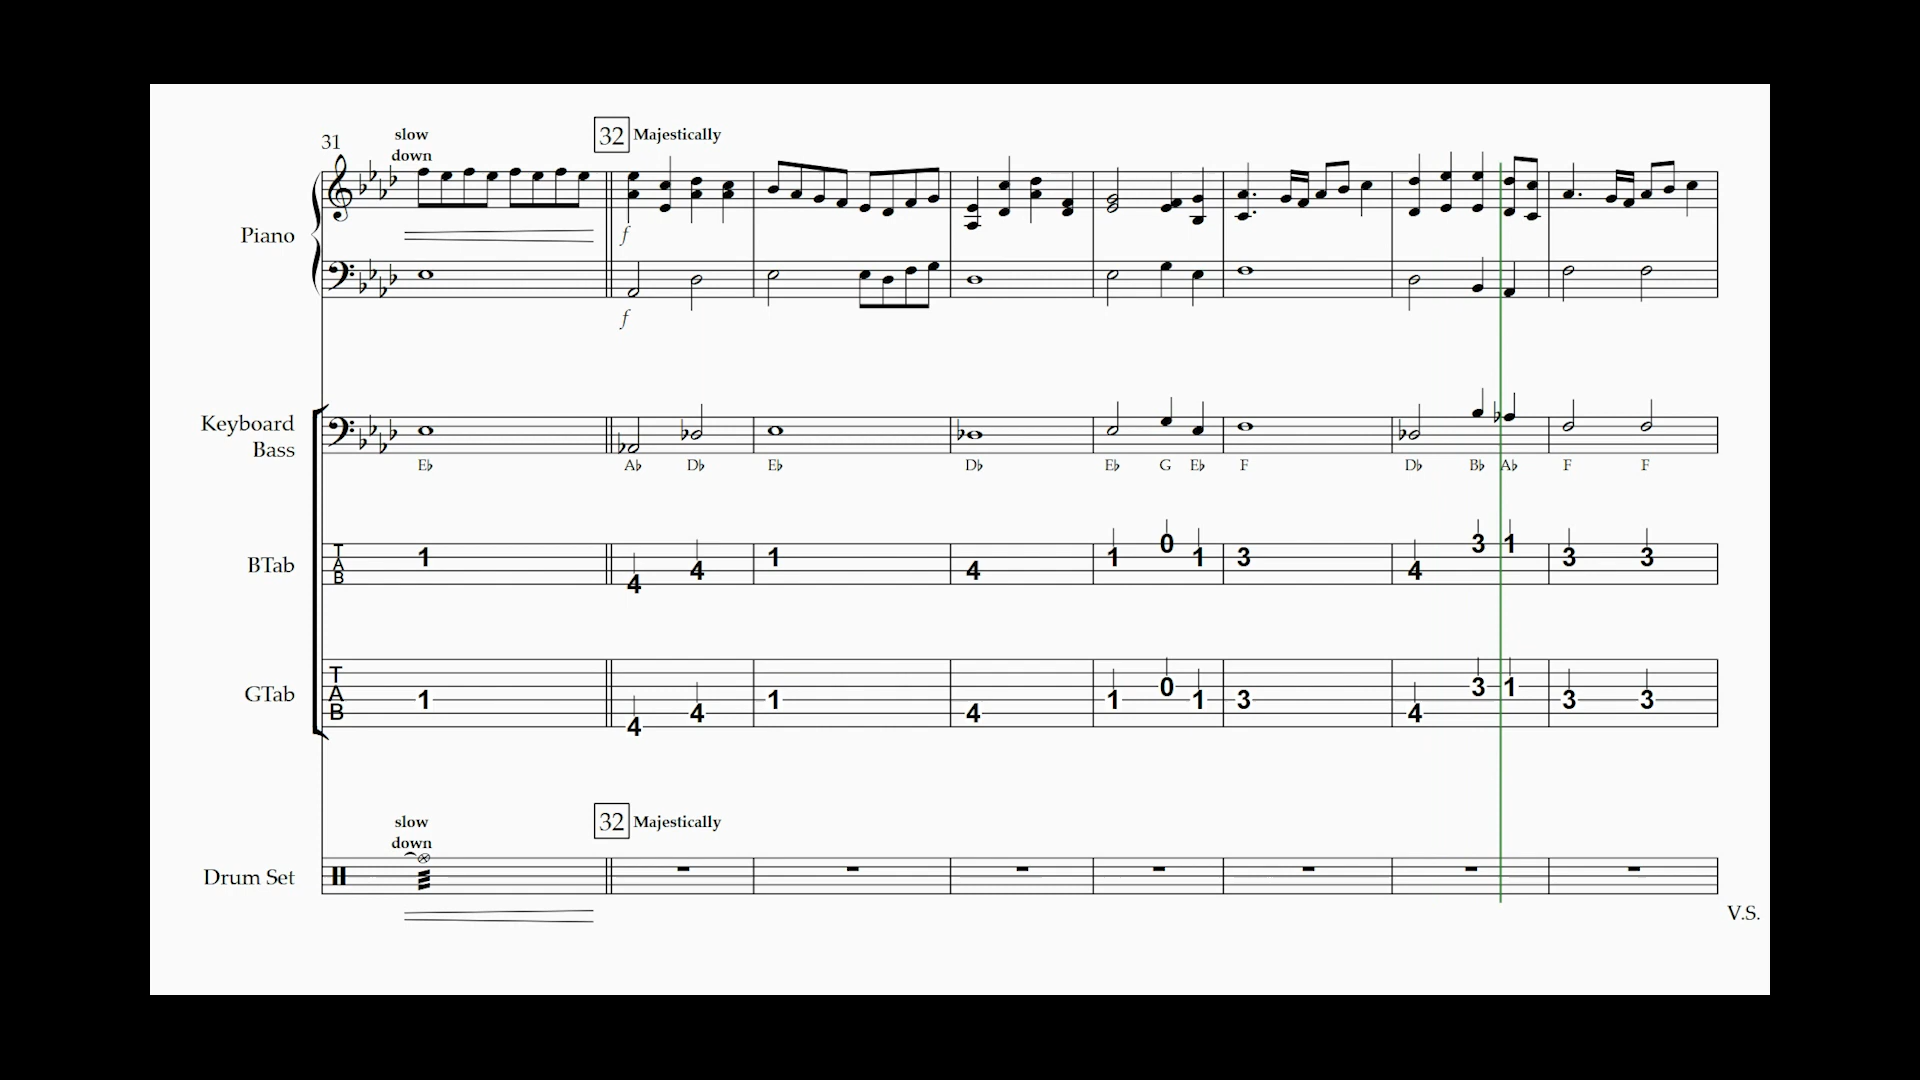 31
slow
down
32 Majestically
Piano
f
f
Keyboard
Bass
E♭ A♭ D♭ E♭ D♭ E♭ G E♭ F D♭ B♭ A♭ F F
BTab
T
A
B
1 4 4 1 4 1 0 1 3 4 3 1 3 3
GTab
T
A
B
1 4 4 1 4 1 0 1 3 4 3 1 3 3
slow
down
32 Majestically
Drum Set
V.S.